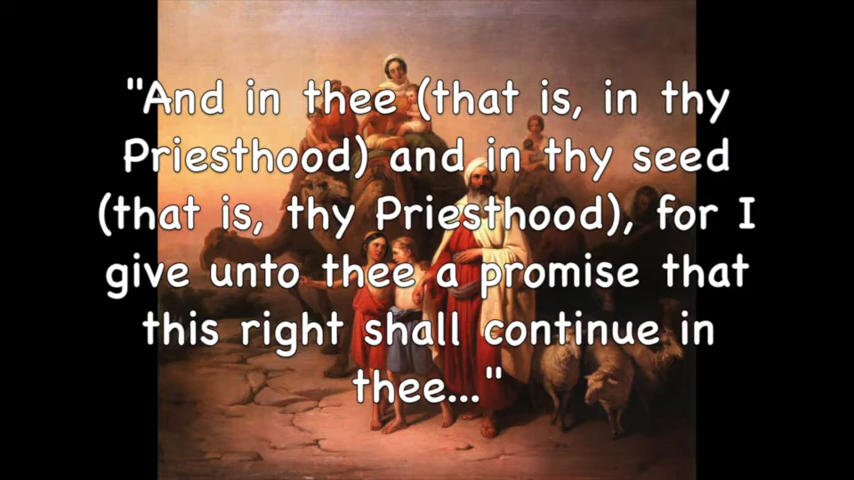 "And in thee (that is, in thy
Priesthood) and in thy seed
(that is, thy Priesthood), for I
give unto thee a promise that
this right shall continue in
thee..."